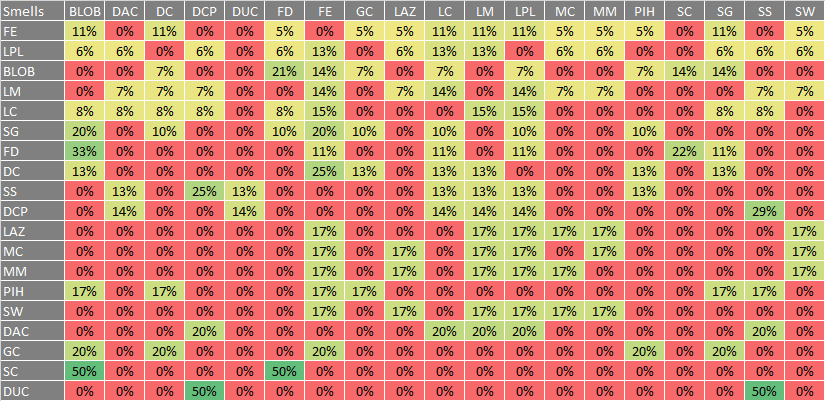 Smells BLOB DAC DC DCP DUC FD FE GC LAZ LC LM LPL MC MM PIH SC SG SS SW
FE 11% 0% 11% 0% 0% 5% 0% 5% 5% 11% 11% 11% 5% 5% 5% 0% 11% 0% 5%
LPL 6% 6% 0% 6% 0% 6% 13% 0% 6% 13% 13% 0% 6% 6% 0% 0% 6% 6% 6%
BLOB 0% 0% 7% 0% 0% 21% 14% 7% 0% 7% 0% 7% 0% 0% 7% 14% 14% 0% 0%
LM 0% 7% 7% 7% 0% 0% 14% 0% 7% 14% 0% 14% 7% 7% 0% 0% 0% 7% 7%
LC 8% 8% 8% 8% 0% 8% 15% 0% 0% 0% 15% 15% 0% 0% 0% 0% 8% 8% 0%
SG 20% 0% 10% 0% 0% 10% 20% 10% 0% 10% 0% 10% 0% 0% 10% 0% 0% 0% 0%
FD 33% 0% 0% 0% 0% 0% 11% 0% 0% 11% 0% 11% 0% 0% 0% 22% 11% 0% 0%
DC 13% 0% 0% 0% 0% 0% 25% 13% 0% 13% 13% 0% 0% 0% 13% 0% 13% 0% 0%
SS 0% 13% 0% 25% 13% 0% 0% 0% 0% 13% 13% 13% 0% 0% 13% 0% 0% 0% 0%
DCP 0% 14% 0% 0% 14% 0% 0% 0% 0% 14% 14% 14% 0% 0% 0% 0% 0% 29% 0%
LAZ 0% 0% 0% 0% 0% 0% 17% 0% 0% 0% 17% 17% 17% 17% 0% 0% 0% 0% 17%
MC 0% 0% 0% 0% 0% 0% 17% 0% 17% 0% 17% 17% 0% 17% 0% 0% 0% 0% 17%
MM 0% 0% 0% 0% 0% 0% 17% 0% 17% 0% 17% 17% 17% 0% 0% 0% 0% 0% 17%
PIH 17% 0% 17% 0% 0% 0% 17% 17% 0% 0% 0% 0% 0% 0% 0% 0% 17% 17% 0%
SW 0% 0% 0% 0% 0% 0% 17% 0% 17% 0% 17% 17% 17% 17% 0% 0% 0% 0% 0%
DAC 0% 0% 0% 20% 0% 0% 0% 0% 0% 20% 20% 20% 0% 0% 0% 0% 0% 20% 0%
GC 20% 0% 20% 0% 0% 0% 20% 0% 0% 0% 0% 0% 0% 0% 20% 0% 20% 0% 0%
SC 50% 0% 0% 0% 0% 50% 0% 0% 0% 0% 0% 0% 0% 0% 0% 0% 0% 0% 0%
DUC 0% 0% 0% 50% 0% 0% 0% 0% 0% 0% 0% 0% 0% 0% 0% 0% 0% 50% 0%